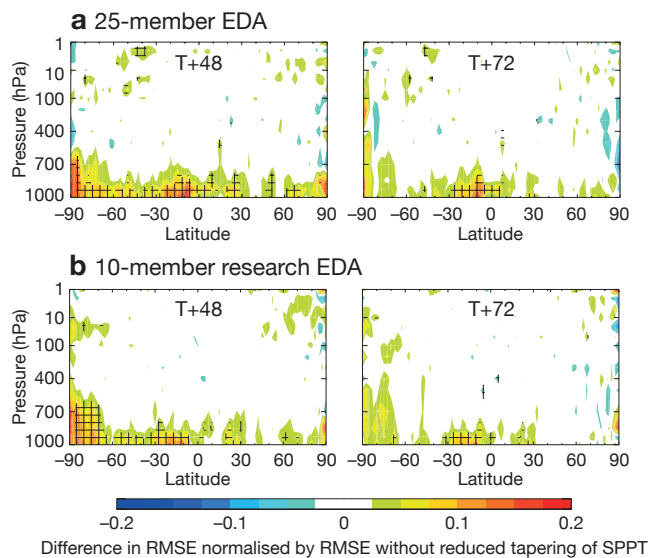 a 25-member EDA
T+48
T+72
Pressure (hPa)
1
10
100
400
700
1000
−90 −60 −30 0 30 60 90
−90 −60 −30 0 30 60 90
Latitude
Latitude
b 10-member research EDA
T+48
T+72
Pressure (hPa)
1
10
100
400
700
1000
−90 −60 −30 0 30 60 90
−90 −60 −30 0 30 60 90
Latitude
Latitude
−0.2 −0.1 0 0.1 0.2
Difference in RMSE normalised by RMSE without reduced tapering of SPPT